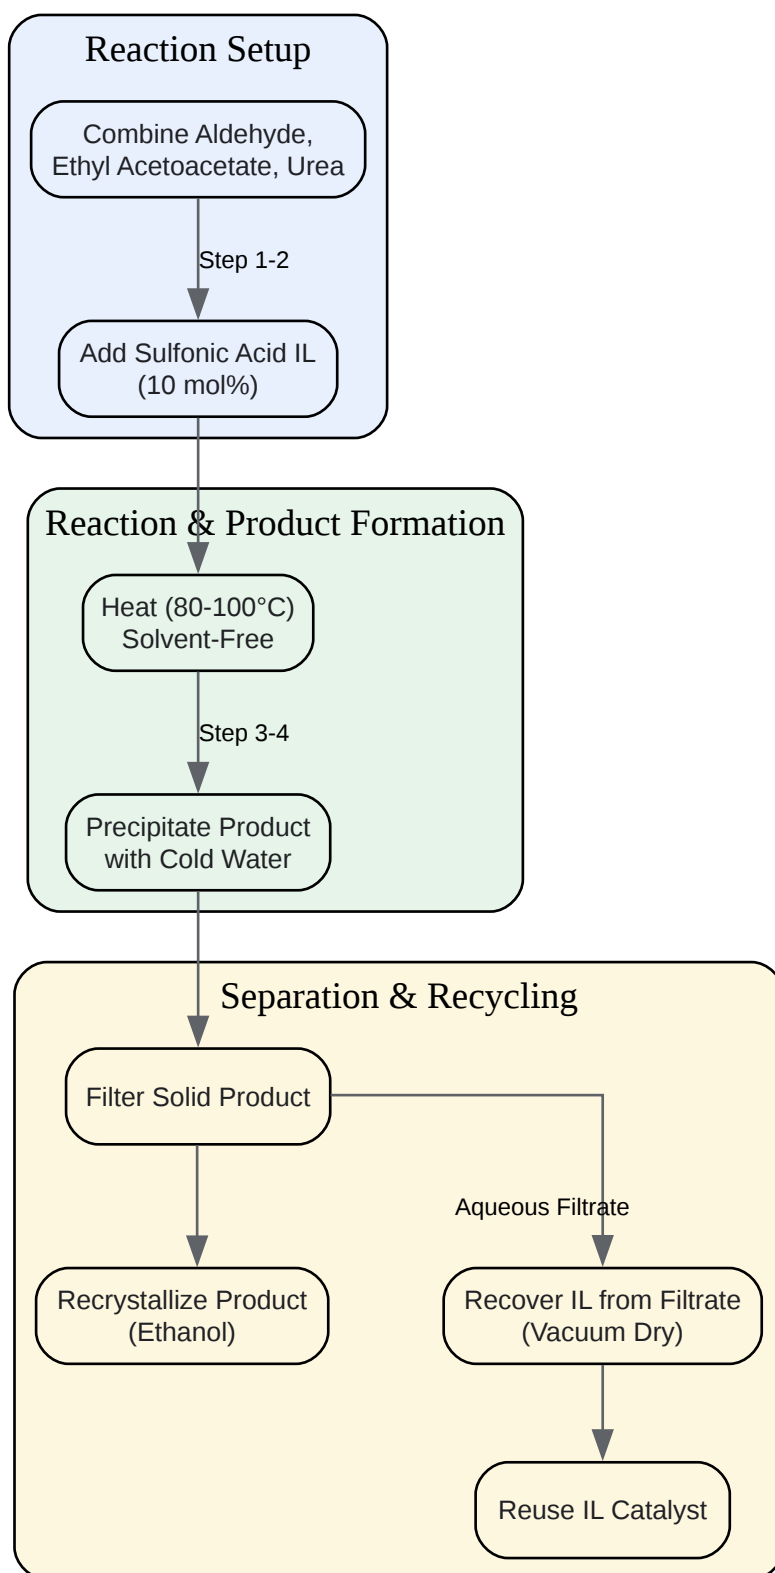 Reaction Setup
Combine Aldehyde,
Ethyl Acetoacetate, Urea
Step 1-2
Add Sulfonic Acid IL
(10 mol%)
Reaction & Product Formation
Heat (80-100°C)
Solvent-Free
Step 3-4
Precipitate Product
with Cold Water
Separation & Recycling
Filter Solid Product
Aqueous Filtrate
Recrystallize Product
(Ethanol)
Recover IL from Filtrate
(Vacuum Dry)
Reuse IL Catalyst